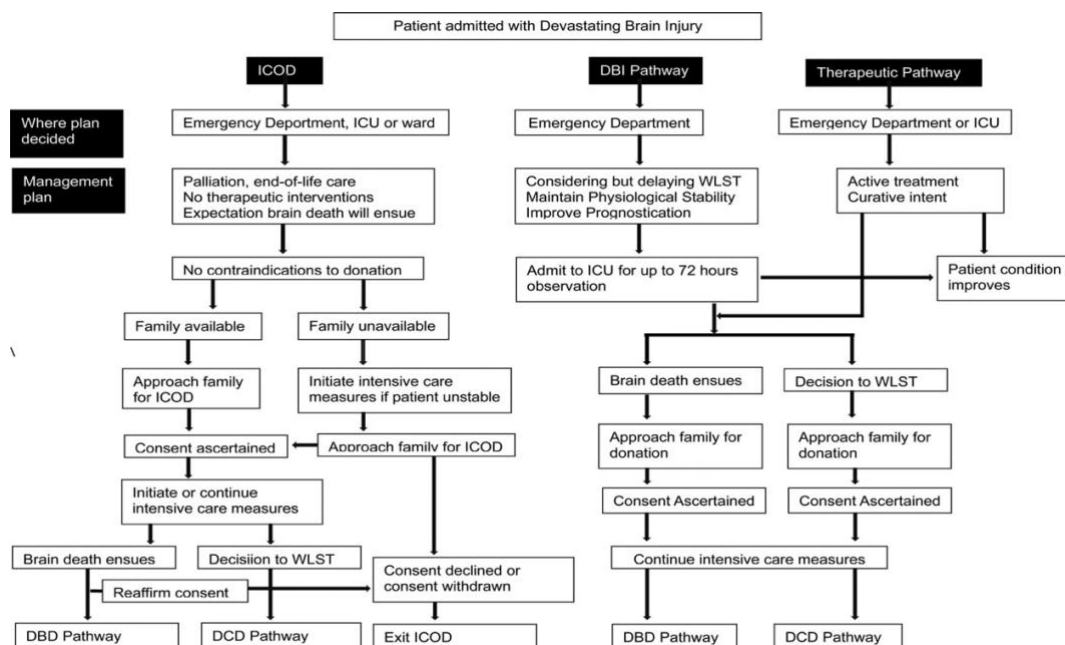 Patient admitted with Devastating Brain Injury
ICOD
DBI Pathway
Therapeutic Pathway
Where plan
decided
Emergency Deportment, ICU or ward
Emergency Department
Emergency Department or ICU
Management
plan
Palliation, end-of-life care
No therapeutic interventions
Expectation brain death will ensue
Considering but delaying WLST
Maintain Physiological Stability
Improve Prognostication
Active treatment
Curative intent
No contraindications to donation
Admit to ICU for up to 72 hours
observation
Patient condition
improves
Family available
Family unavailable
\
Approach family
for ICOD
Initiate intensive care
measures if patient unstable
Brain death ensues
Decision to WLST
Consent ascertained
Approach family for ICOD
Approach family for
donation
Approach family for
donation
Initiate or continue
intensive care measures
Consent Ascertained
Consent Ascertained
Brain death ensues
Decisiion to WLST
Consent declined or
consent withdrawn
Continue intensive care measures
Reaffirm consent
DBD Pathway
DCD Pathway
Exit ICOD
DBD Pathway
DCD Pathway